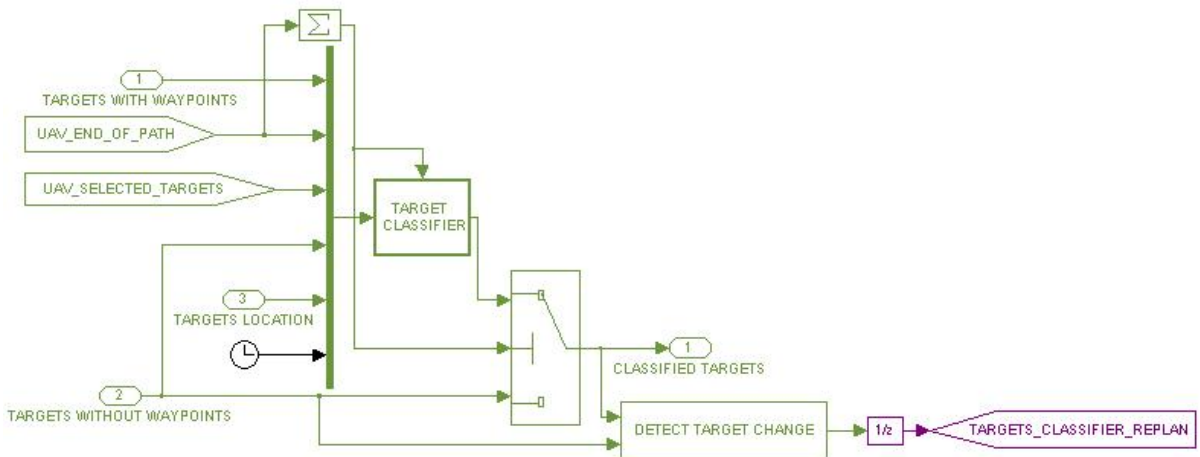 Σ
1
TARGETS WITH WAYPOINTS
UAV_END_OF_PATH
UAV_SELECTED_TARGETS
TARGET
CLASSIFIER
3
TARGETS LOCATION
1
CLASSIFIED TARGETS
2
TARGETS WITHOUT WAYPOINTS
DETECT TARGET CHANGE
1/z
TARGETS_CLASSIFIER_REPLAN